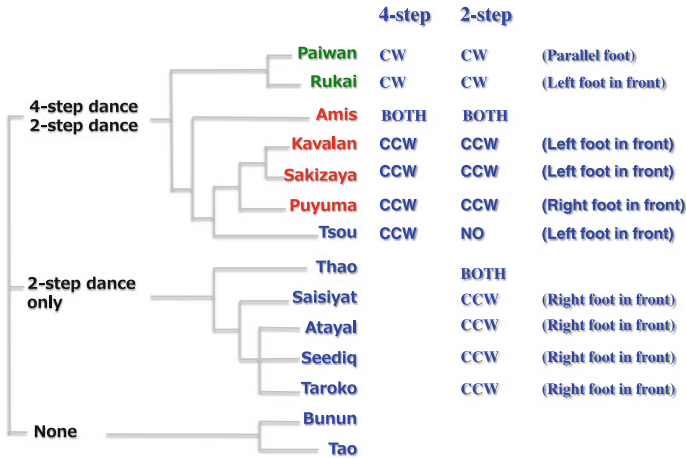 4-step 2-step
Paiwan CW CW (Parallel foot)
Rukai CW CW (Left foot in front)
4-step dance
2-step dance
Amis BOTH BOTH
Kavalan CCW CCW (Left foot in front)
Sakizaya CCW CCW (Left foot in front)
Puyuma CCW CCW (Right foot in front)
Tsou CCW NO (Left foot in front)
Thao BOTH
2-step dance
only
Saisiyat CCW (Right foot in front)
Atayal CCW (Right foot in front)
Seediq CCW (Right foot in front)
Taroko CCW (Right foot in front)
Bunun
None
Tao